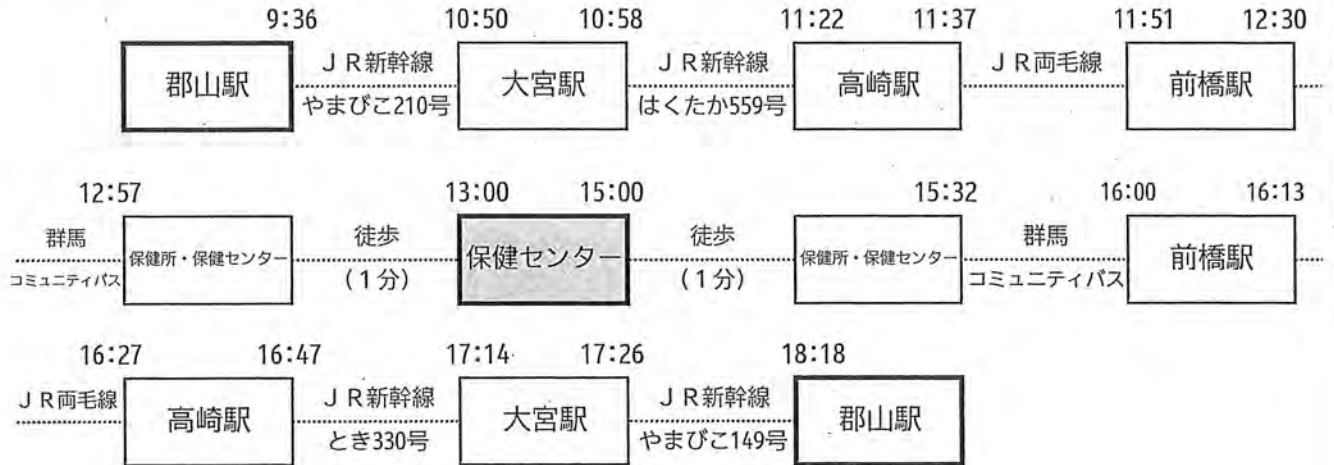 9:36 10:50 10:58 11:22 11:37 11:51 12:30
郡山駅 JR新幹線 やまびこ210号 大宮駅 JR新幹線 はくたか559号 高崎駅 JR両毛線 前橋駅
12:57 13:00 15:00 15:32 16:00 16:13
群馬 コミュニティバス 保健所・保健センター 徒歩 (1分) 保健センター 徒歩 (1分) 保健所・保健センター 群馬 コミュニティバス 前橋駅
16:27 16:47 17:14 17:26 18:18
JR両毛線 高崎駅 JR新幹線 とき330号 大宮駅 JR新幹線 やまびこ149号 郡山駅